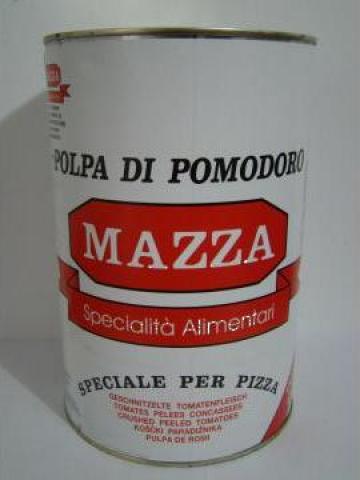 POLPA DI POMODORO
MAZZA
Specialità Alimentari
SPECIALE PER PIZZA
GESCHNITZELTE TOMATENFLEISCH
TOMATES PELEES CONCASSEES
CRUSHED PEELED TOMATOES
KOŠČKI PARADIŽNIKA
PULPA DE ROSII